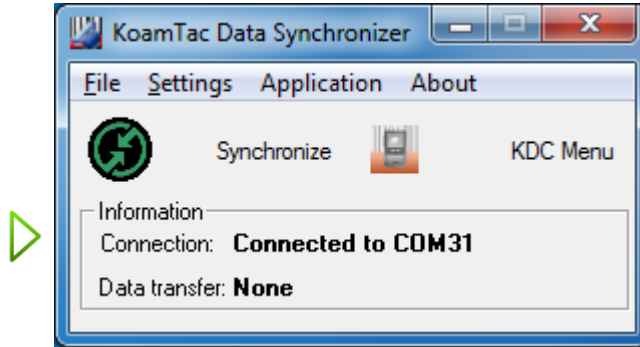 KoamTac Data Synchronizer
File Settings Application About
Synchronize KDC Menu
Information
Connection: Connected to COM31
Data transfer: None